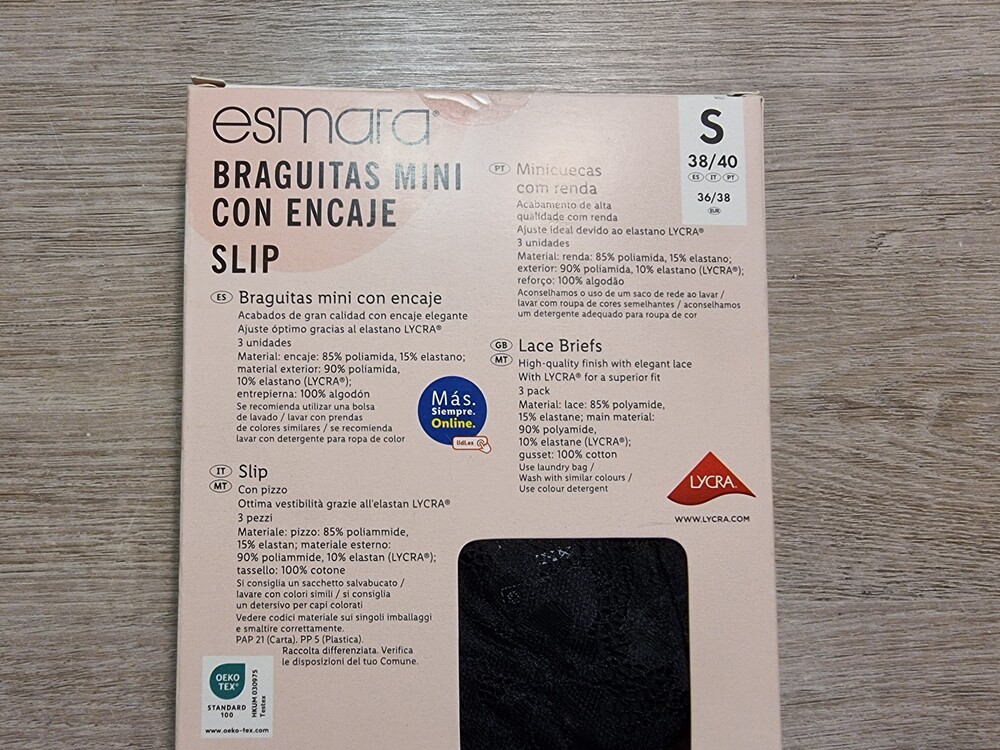 esmara®
BRAGUITAS MINI
CON ENCAJE
SLIP
ES Braguitas mini con encaje
Acabados de gran calidad con encaje elegante
Ajuste óptimo gracias al elastano LYCRA®
3 unidades
Material: encaje: 85% poliamida, 15% elastano;
material exterior: 90% poliamida,
10% elastano (LYCRA®);
entrepierna: 100% algodón
Se recomienda utilizar una bolsa
de lavado / lavar con prendas
de colores similares / se recomienda
lavar con detergente para ropa de color
Más.
Siempre.
Online.
lidl.es
IT Slip
MT Con pizzo
Ottima vestibilità grazie all'elastan LYCRA®
3 pezzi
Materiale: pizzo: 85% poliammide,
15% elastan; materiale esterno:
90% poliammide, 10% elastan (LYCRA®);
tassello: 100% cotone
Si consiglia un sacchetto salvabucato /
lavare con colori simili / si consiglia
un detersivo per capi colorati
Vedere codici materiale sui singoli imballaggi
e smaltire correttamente.
PAP 21 (Carta). PP 5 (Plastica).
Raccolta differenziata. Verifica
le disposizioni del tuo Comune.
OEKO
TEX®
STANDARD
100
HKUM 030975
Testex
www.oeko-tex.com
S
38/40
ES IT PT
36/38
EUR
PT Minicuecas
com renda
Acabamento de alta
qualidade com renda
Ajuste ideal devido ao elastano LYCRA®
3 unidades
Material: renda: 85% poliamida, 15% elastano;
exterior: 90% poliamida, 10% elastano (LYCRA®);
reforço: 100% algodão
Aconselhamos o uso de um saco de rede ao lavar /
lavar com roupa de cores semelhantes / aconselhamos
um detergente adequado para roupa de cor
GB Lace Briefs
MT High-quality finish with elegant lace
With LYCRA® for a superior fit
3 pack
Material: lace: 85% polyamide,
15% elastane; main material:
90% polyamide,
10% elastane (LYCRA®);
gusset: 100% cotton
Use laundry bag /
Wash with similar colours /
Use colour detergent
LYCRA®
WWW.LYCRA.COM